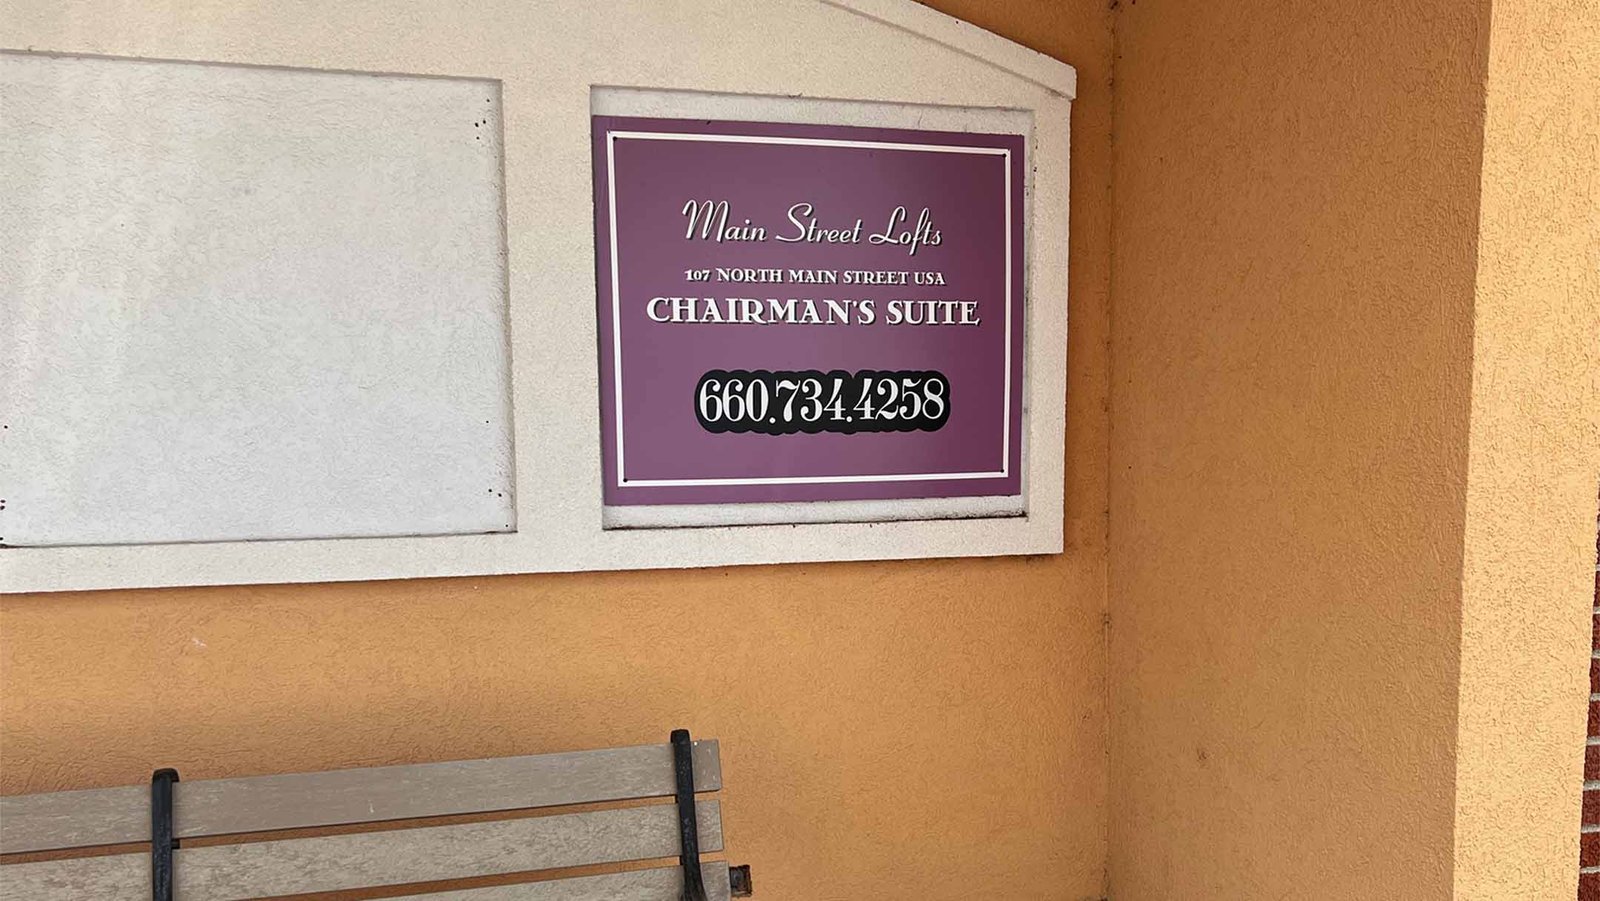 Main Street Lofts
107 NORTH MAIN STREET USA
CHAIRMAN'S SUITE
660.734.4258